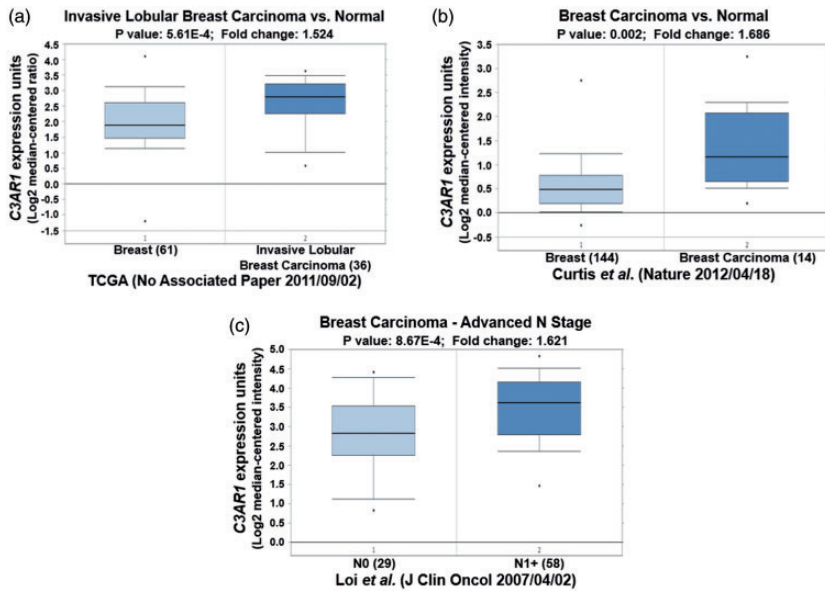 (a)
Invasive Lobular Breast Carcinoma vs. Normal
P value: 5.61E-4; Fold change: 1.524
C3AR1 expression units
(Log2 median-centered ratio)
4.5
4.0
3.5
3.0
2.5
2.0
1.5
1.0
0.5
0.0
-0.5
-1.0
-1.5
1
2
Breast (61)
Invasive Lobular
Breast Carcinoma (36)
TCGA (No Associated Paper 2011/09/02)
(b)
Breast Carcinoma vs. Normal
P value: 0.002; Fold change: 1.686
C3AR1 expression units
(Log2 median-centered intensity)
3.5
3.0
2.5
2.0
1.5
1.0
0.5
0.0
-0.5
1
2
Breast (144)
Breast Carcinoma (14)
Curtis et al. (Nature 2012/04/18)
(c)
Breast Carcinoma - Advanced N Stage
P value: 8.67E-4; Fold change: 1.621
C3AR1 expression units
(Log2 median-centered intensity)
5.0
4.5
4.0
3.5
3.0
2.5
2.0
1.5
1.0
0.5
0.0
1
2
N0 (29)
N1+ (58)
Loi et al. (J Clin Oncol 2007/04/02)